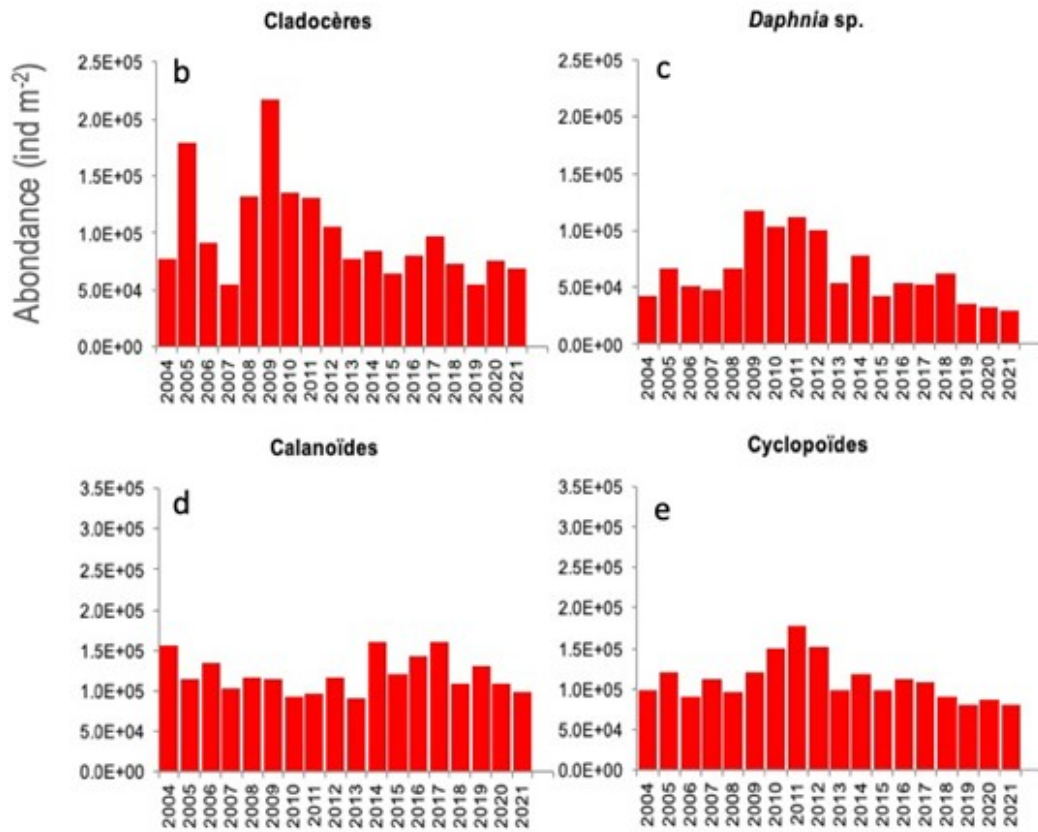 Cladocères
Daphnia sp.
Abondance (ind m-2)
b
2.5E+05
2.0E+05
1.5E+05
1.0E+05
5.0E+04
0.0E+00
2004 2005 2006 2007 2008 2009 2010 2011 2012 2013 2014 2015 2016 2017 2018 2019 2020 2021
c
2.5E+05
2.0E+05
1.5E+05
1.0E+05
5.0E+04
0.0E+00
2004 2005 2006 2007 2008 2009 2010 2011 2012 2013 2014 2015 2016 2017 2018 2019 2020 2021
Calanoïdes
Cyclopoïdes
d
3.5E+05
3.0E+05
2.5E+05
2.0E+05
1.5E+05
1.0E+05
5.0E+04
0.0E+00
2004 2005 2006 2007 2008 2009 2010 2011 2012 2013 2014 2015 2016 2017 2018 2019 2020 2021
e
3.5E+05
3.0E+05
2.5E+05
2.0E+05
1.5E+05
1.0E+05
5.0E+04
0.0E+00
2004 2005 2006 2007 2008 2009 2010 2011 2012 2013 2014 2015 2016 2017 2018 2019 2020 2021